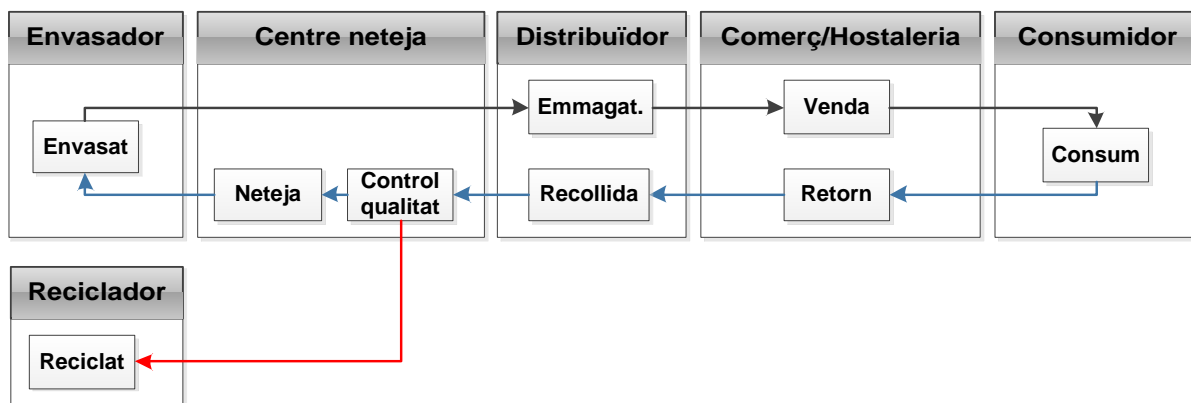 Envasador
Centre neteja
Distribuïdor
Comerç/Hostaleria
Consumidor
Emmagat.
Venda
Envasat
Consum
Neteja
Control
qualitat
Recollida
Retorn
Reciclador
Reciclat